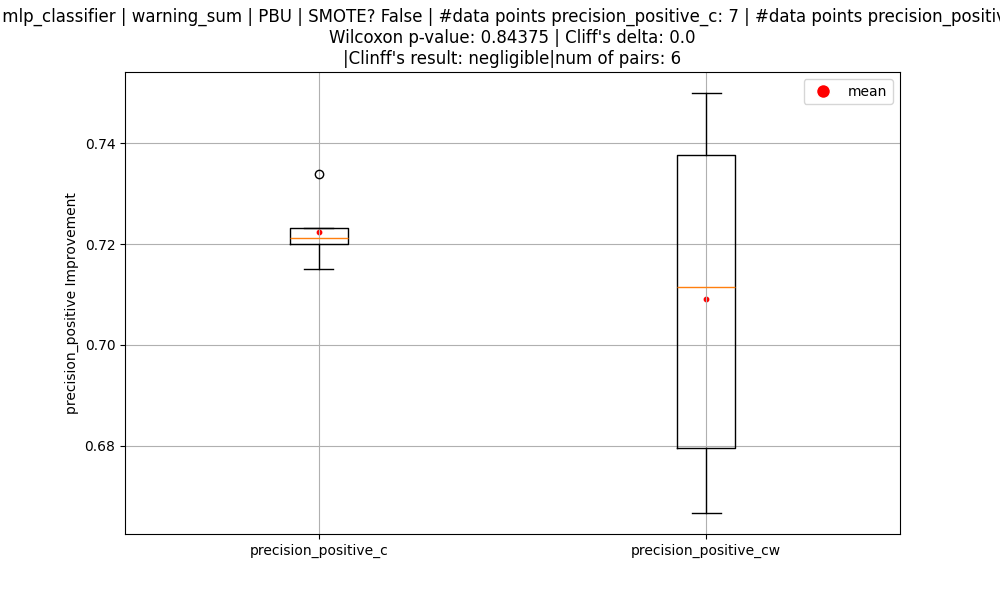 mlp_classifier | warning_sum | PBU | SMOTE? False | #data points precision_positive_c: 7 | #data points
Wilcoxon p-value: 0.84375 | Cliff's delta: 0.0
|Clinff's result: negligible|num of pairs: 6
mean
0.74
0.72
0.70
0.68
precision_positive Improvement
precision_positive_c
precision_positive_cw